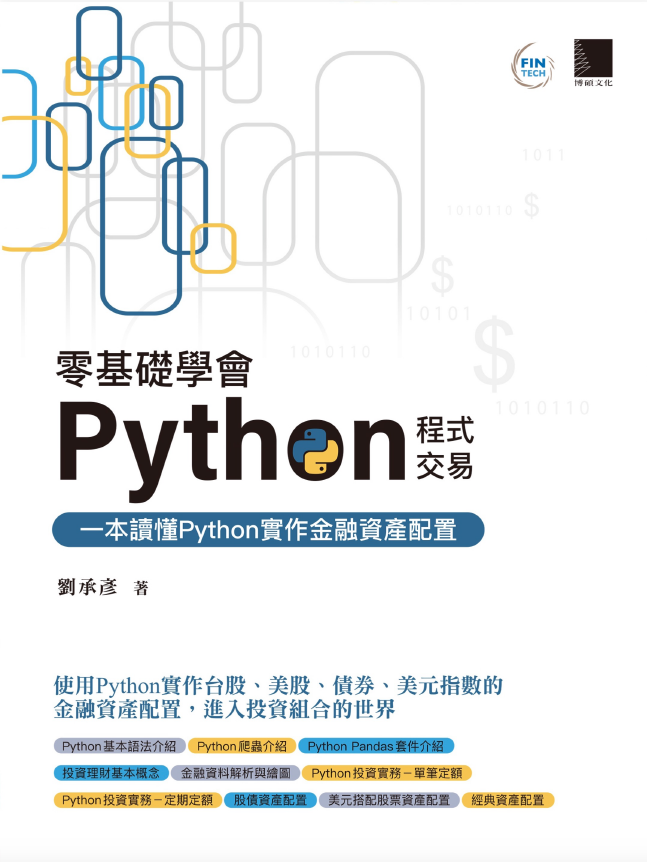 FIN
TECH
博碩文化
1011
1010110 $
$
10101
$
1010110
1010110
零基礎學會
Python 程式
交易
一本讀懂Python實作金融資產配置
劉承彥 著
使用Python實作台股、美股、債券、美元指數的
金融資產配置，進入投資組合的世界
Python基本語法介紹 Python爬蟲介紹 Python Pandas套件介紹
投資理財基本概念 金融資料解析與繪圖 Python投資實務－單筆定額
Python投資實務－定期定額 股債資產配置 美元搭配股票資產配置 經典資產配置